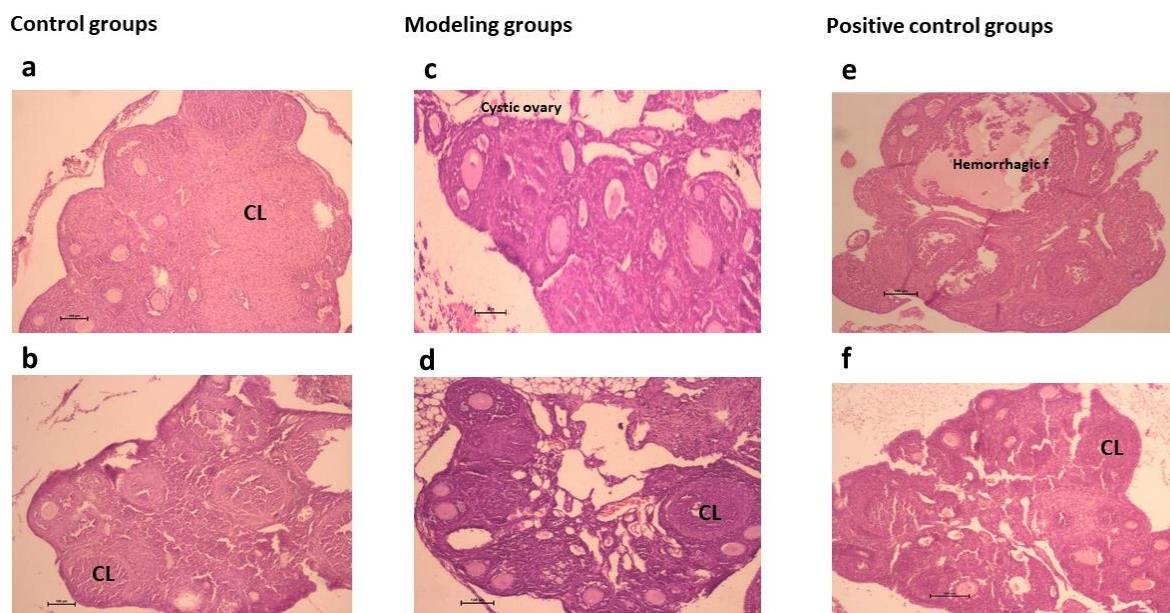 Control groups
Modeling groups
Positive control groups
a
c
e
Cystic ovary
Hemorrhagic f
CL
b
d
f
CL
CL
CL